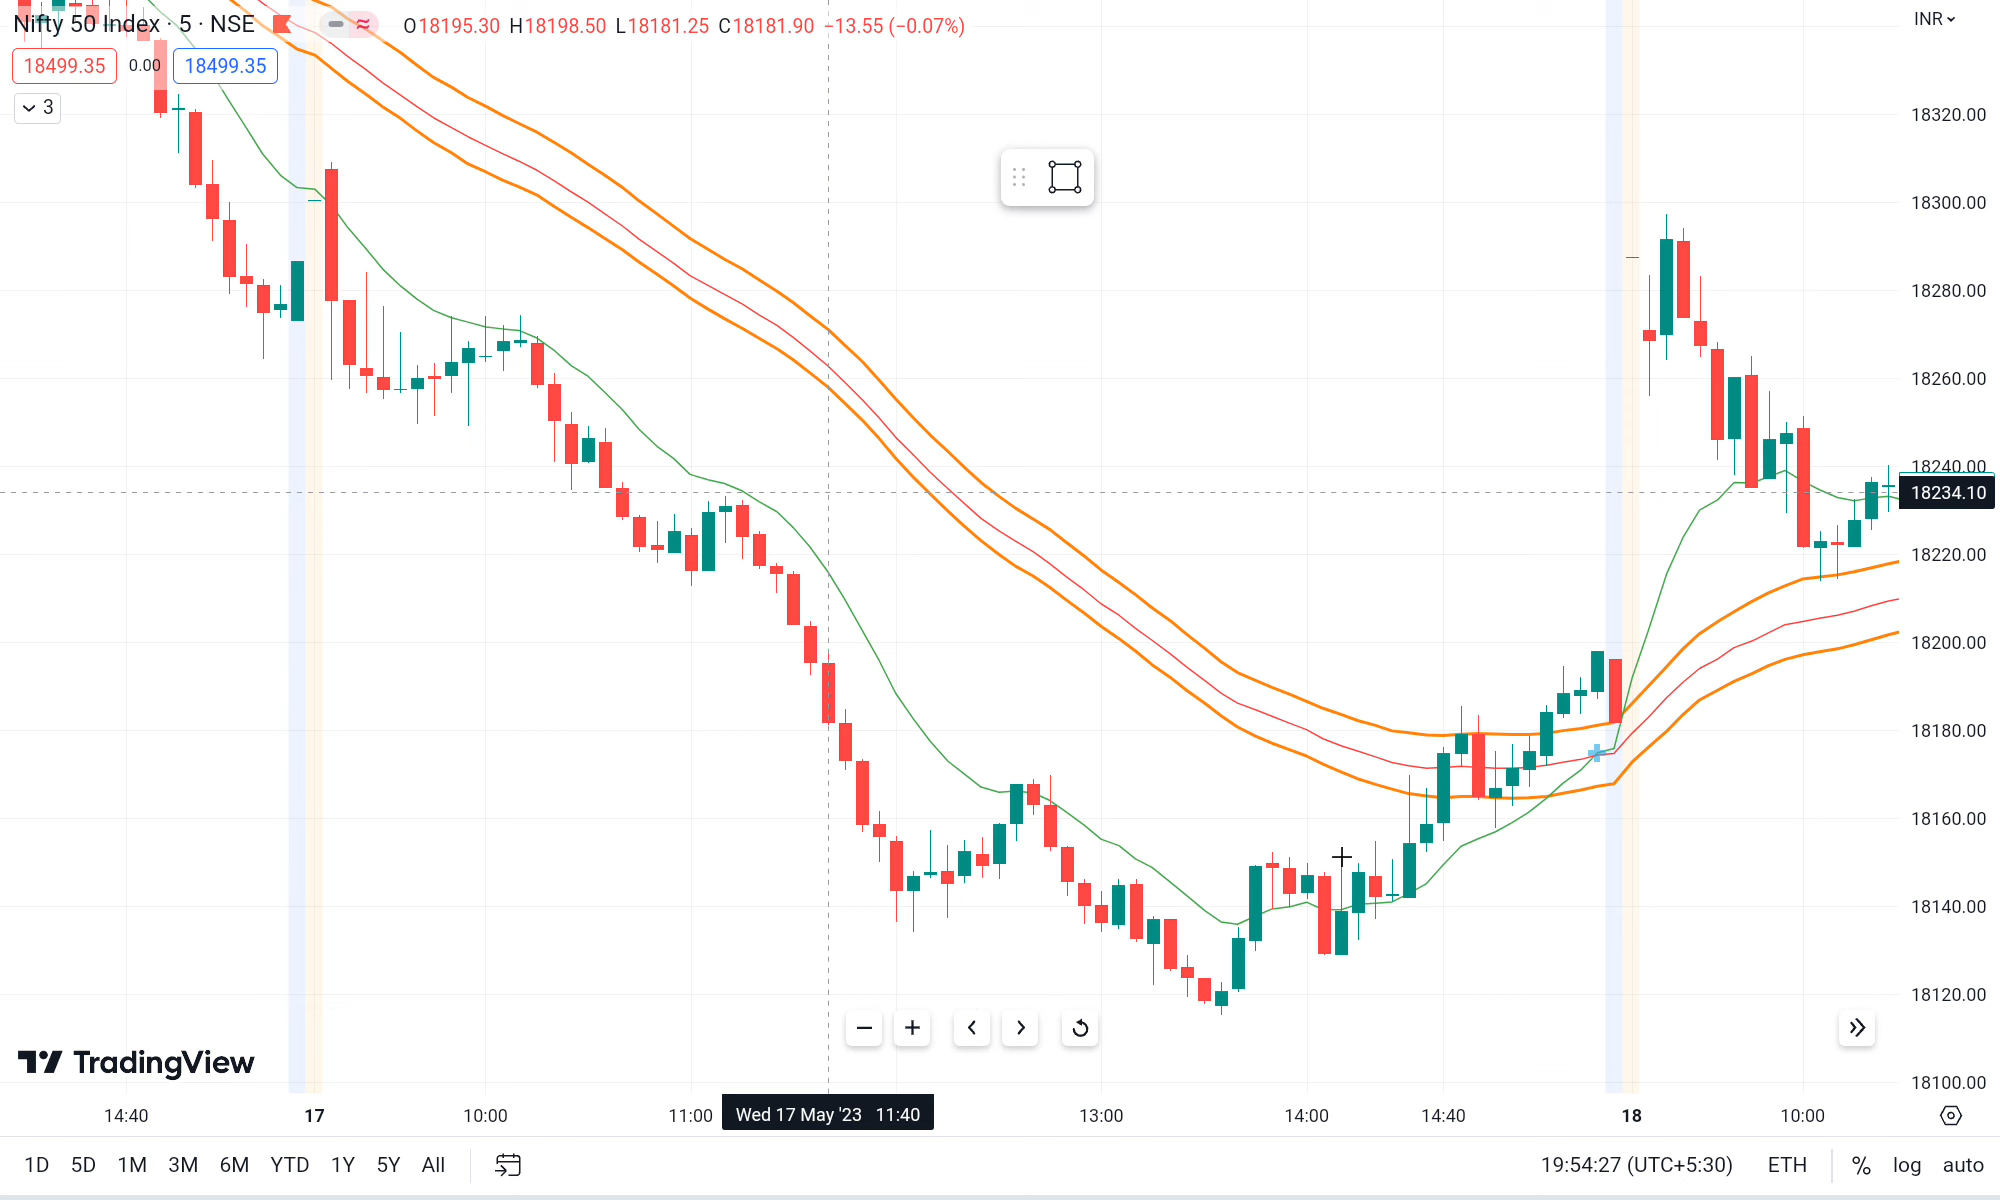 Nifty 50 Index · 5 · NSE O18195.30 H18198.50 L18181.25 C18181.90 −13.55 (−0.07%)
INR
18499.35 0.00 18499.35
3
18320.00
18300.00
18280.00
18260.00
18240.00
18234.10
18220.00
18200.00
18180.00
18160.00
18140.00
18120.00
18100.00
TradingView
14:40 17 10:00 11:00 Wed 17 May '23 11:40 13:00 14:00 14:40 18 10:00
1D 5D 1M 3M 6M YTD 1Y 5Y All 19:54:27 (UTC+5:30) ETH % log auto